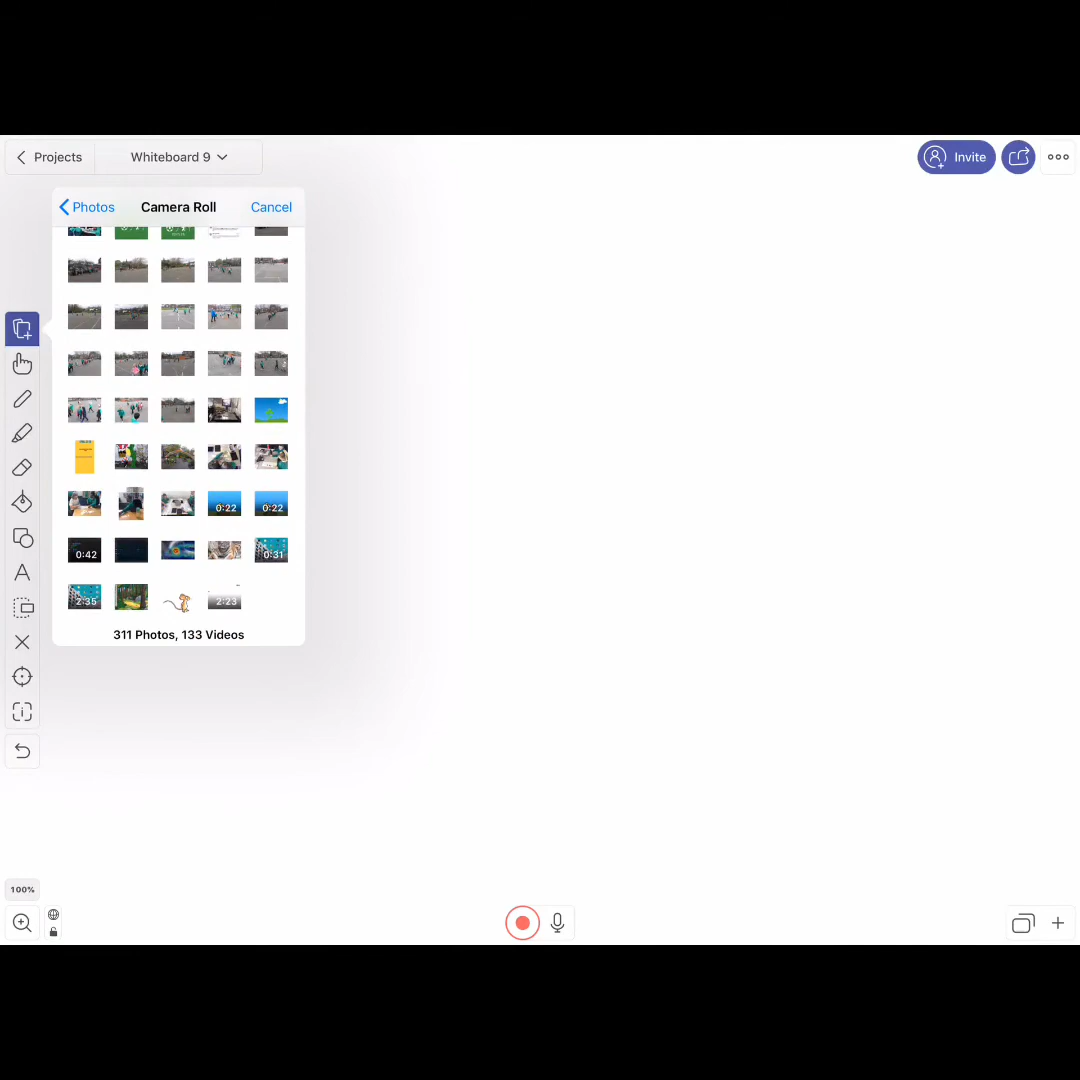 Projects
Whiteboard 9
Invite
Photos
Camera Roll
Cancel
0:22
0:22
0:42
0:31
2:35
2:23
311 Photos, 133 Videos
100%